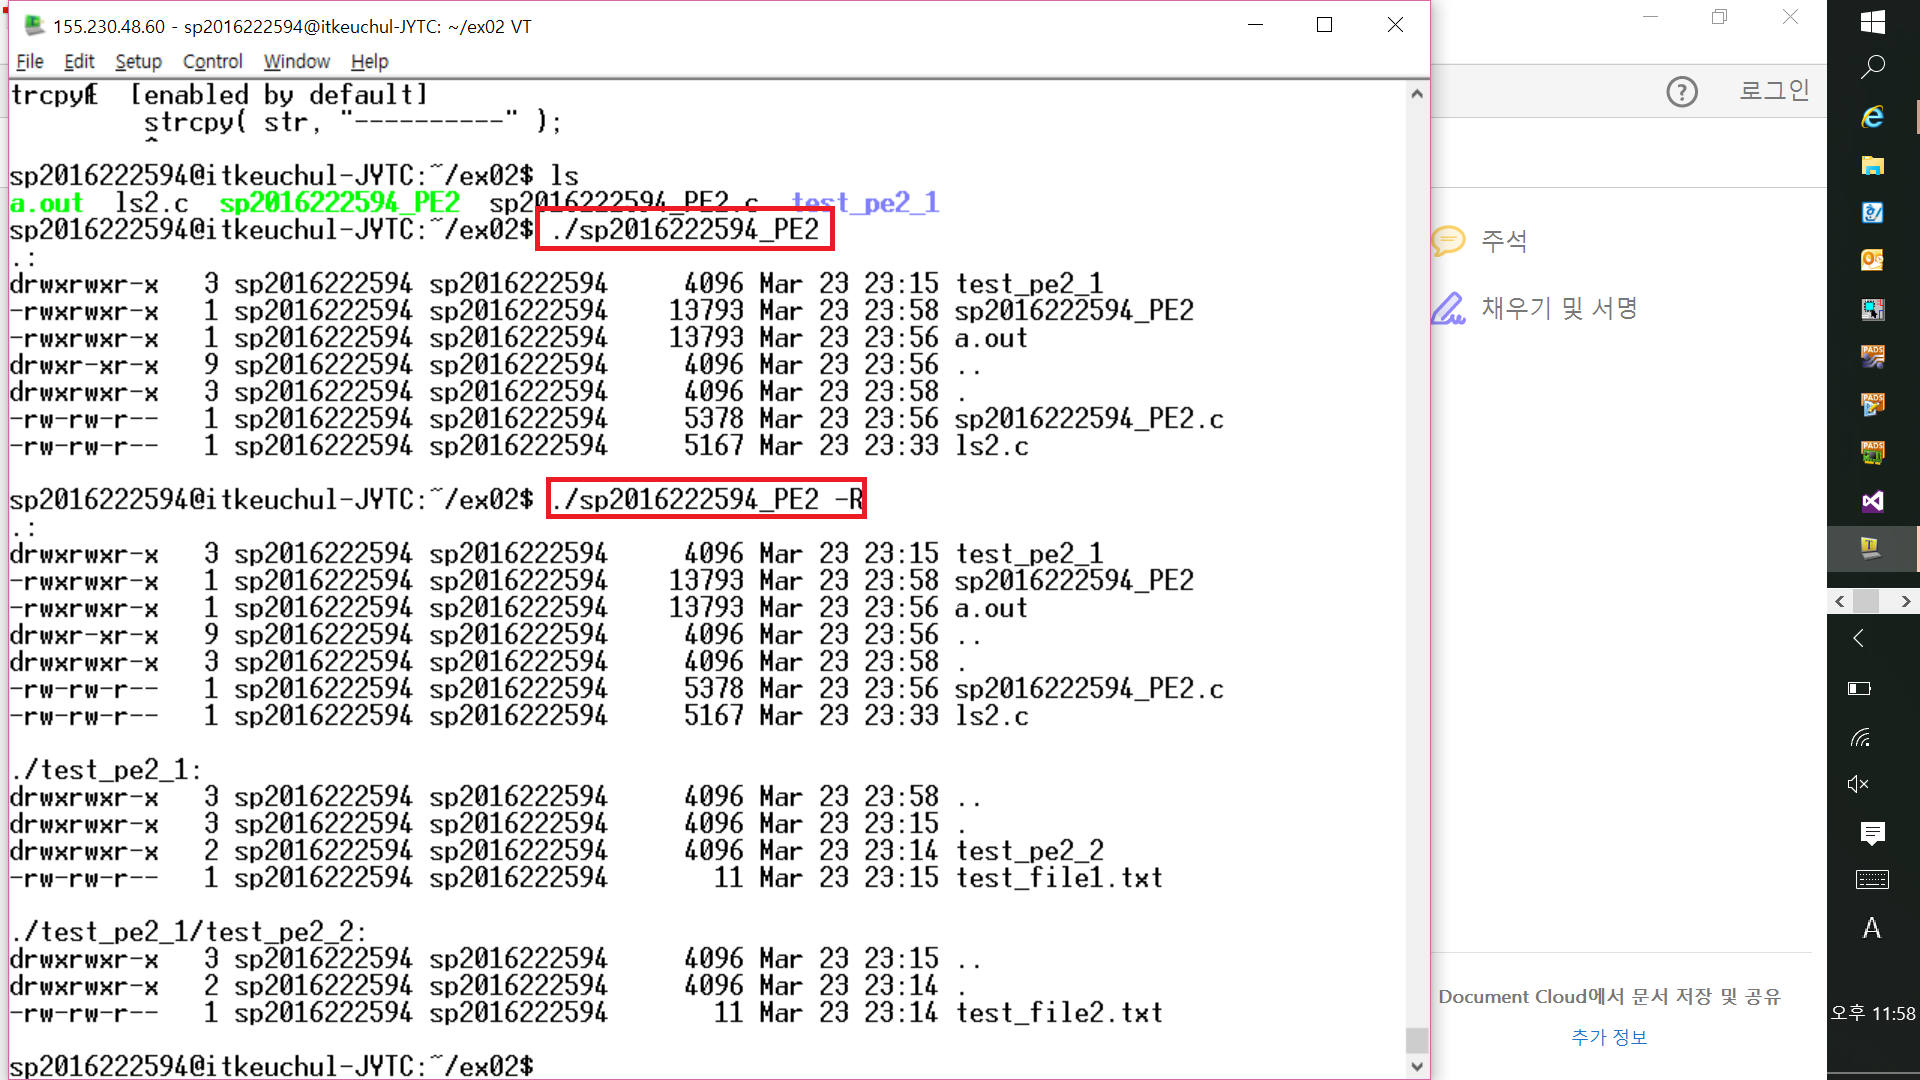 155.230.48.60 - sp2016222594@itkeuchul-JYTC: ~/ex02 VT
File Edit Setup Control Window Help
[enabled by default]
strcpy( str, "----------" );
^
sp2016222594@itkeuchul-JYTC:~/ex02$ ls
a.out ls2.c sp2016222594_PE2 sp2016222594_PE2.c test_pe2_1
sp2016222594@itkeuchul-JYTC:~/ex02$ ./sp2016222594_PE2
.:
drwxrwxr-x 3 sp2016222594 sp2016222594 4096 Mar 23 23:15 test_pe2_1
-rwxrwxr-x 1 sp2016222594 sp2016222594 13793 Mar 23 23:58 sp2016222594_PE2
-rwxrwxr-x 1 sp2016222594 sp2016222594 13793 Mar 23 23:56 a.out
drwxr-xr-x 9 sp2016222594 sp2016222594 4096 Mar 23 23:56 ..
drwxrwxr-x 3 sp2016222594 sp2016222594 4096 Mar 23 23:58 .
-rw-rw-r-- 1 sp2016222594 sp2016222594 5378 Mar 23 23:56 sp2016222594_PE2.c
-rw-rw-r-- 1 sp2016222594 sp2016222594 5167 Mar 23 23:33 ls2.c
sp2016222594@itkeuchul-JYTC:~/ex02$ ./sp2016222594_PE2 -R
.:
drwxrwxr-x 3 sp2016222594 sp2016222594 4096 Mar 23 23:15 test_pe2_1
-rwxrwxr-x 1 sp2016222594 sp2016222594 13793 Mar 23 23:58 sp2016222594_PE2
-rwxrwxr-x 1 sp2016222594 sp2016222594 13793 Mar 23 23:56 a.out
drwxr-xr-x 9 sp2016222594 sp2016222594 4096 Mar 23 23:56 ..
drwxrwxr-x 3 sp2016222594 sp2016222594 4096 Mar 23 23:58 .
-rw-rw-r-- 1 sp2016222594 sp2016222594 5378 Mar 23 23:56 sp2016222594_PE2.c
-rw-rw-r-- 1 sp2016222594 sp2016222594 5167 Mar 23 23:33 ls2.c
./test_pe2_1:
drwxrwxr-x 3 sp2016222594 sp2016222594 4096 Mar 23 23:58 ..
drwxrwxr-x 3 sp2016222594 sp2016222594 4096 Mar 23 23:15 .
drwxrwxr-x 2 sp2016222594 sp2016222594 4096 Mar 23 23:14 test_pe2_2
-rw-rw-r-- 1 sp2016222594 sp2016222594 11 Mar 23 23:15 test_file1.txt
./test_pe2_1/test_pe2_2:
drwxrwxr-x 3 sp2016222594 sp2016222594 4096 Mar 23 23:15 ..
drwxrwxr-x 2 sp2016222594 sp2016222594 4096 Mar 23 23:14 .
-rw-rw-r-- 1 sp2016222594 sp2016222594 11 Mar 23 23:14 test_file2.txt
sp2016222594@itkeuchul-JYTC:~/ex02$
로그인
주석
채우기 및 서명
Document Cloud에서 문서 저장 및 공유
추가 정보
PADS
PADS
PADS
A
오후 11:58